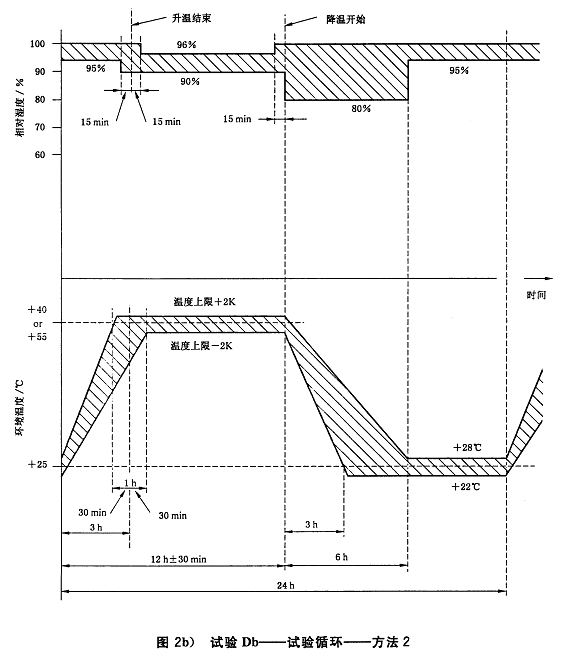 升温结束
降温开始
100
96%
95%
95%
90
90%
80
80%
15 min
15 min
15 min
70
60
相对湿度/%
时间
+40
or
+55
温度上限+2K
温度上限−2K
环境温度/℃
+28℃
+25
+22℃
1 h
30 min
30 min
3 h
3 h
12 h±30 min
6 h
24 h
图 2b) 试验 Db——试验循环——方法 2